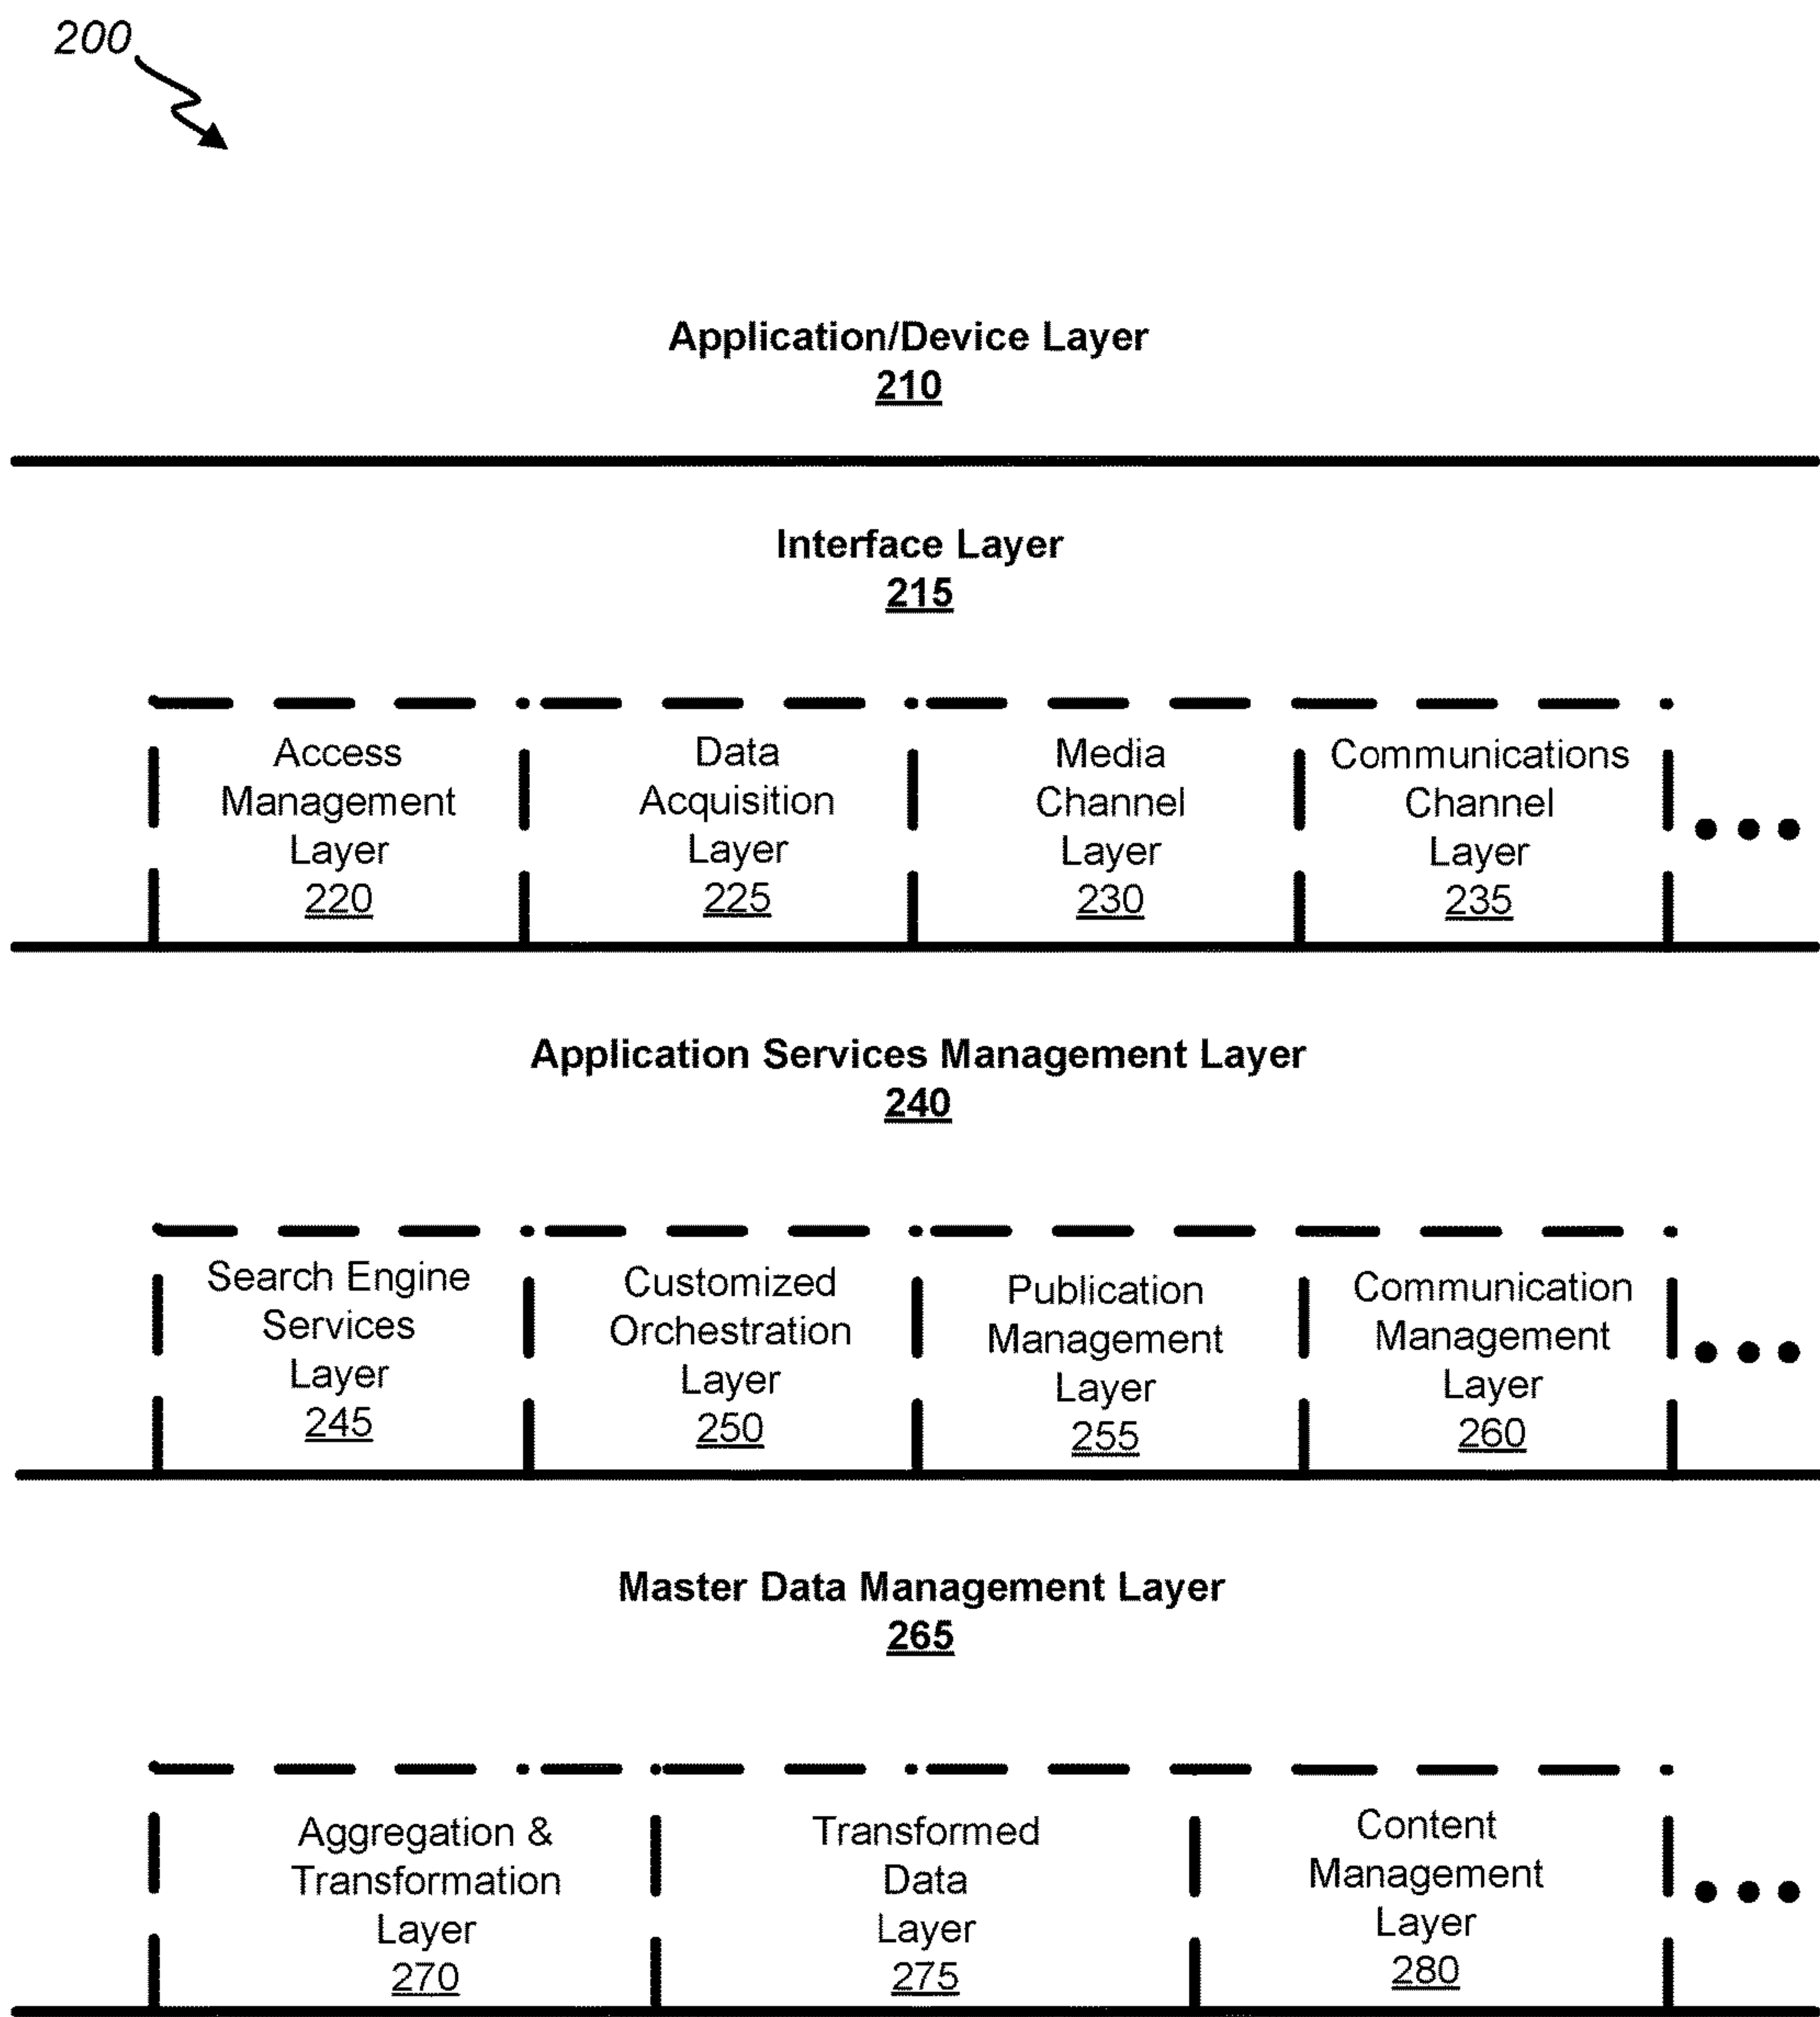 200
Application/Device Layer
210
Interface Layer
215
Access
Management
Layer
220
Data
Acquisition
Layer
225
Media
Channel
Layer
230
Communications
Channel
Layer
235
Application Services Management Layer
240
Search Engine
Services
Layer
245
Customized
Orchestration
Layer
250
Publication
Management
Layer
255
Communication
Management
Layer
260
Master Data Management Layer
265
Aggregation &
Transformation
Layer
270
Transformed
Data
Layer
275
Content
Management
Layer
280